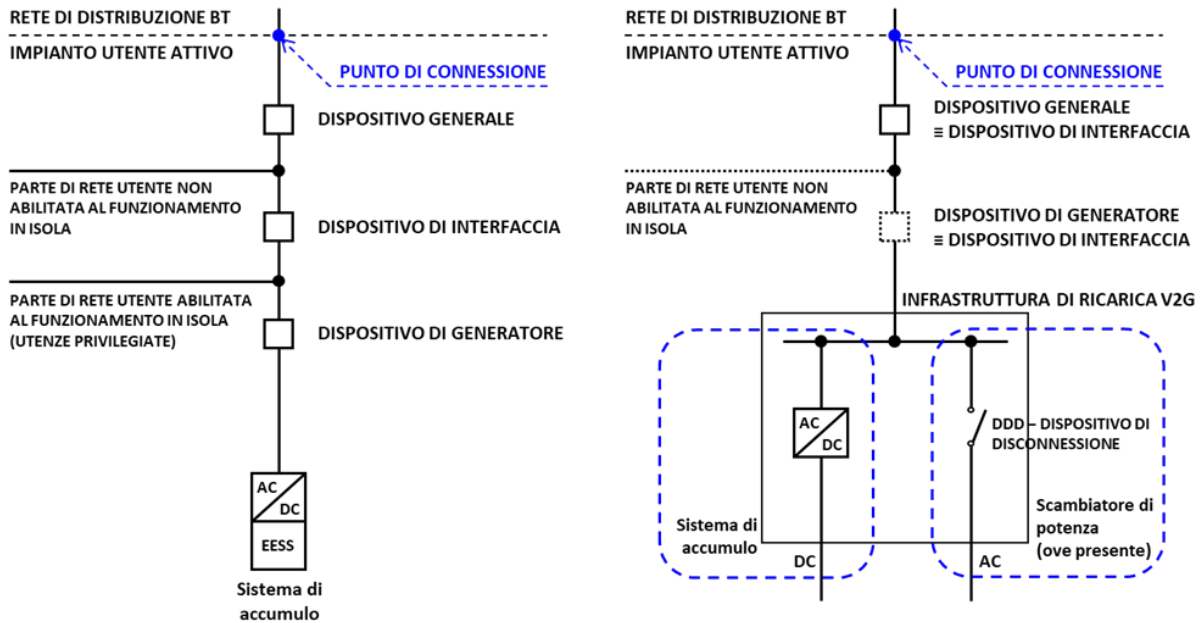 RETE DI DISTRIBUZIONE BT
IMPIANTO UTENTE ATTIVO
PUNTO DI CONNESSIONE
DISPOSITIVO GENERALE
PARTE DI RETE UTENTE NON
ABILITATA AL FUNZIONAMENTO
IN ISOLA
DISPOSITIVO DI INTERFACCIA
PARTE DI RETE UTENTE ABILITATA
AL FUNZIONAMENTO IN ISOLA
(UTENZE PRIVILEGIATE)
DISPOSITIVO DI GENERATORE
AC
DC
EESS
Sistema di
accumulo
RETE DI DISTRIBUZIONE BT
IMPIANTO UTENTE ATTIVO
PUNTO DI CONNESSIONE
DISPOSITIVO GENERALE
≡ DISPOSITIVO DI INTERFACCIA
PARTE DI RETE UTENTE NON
ABILITATA AL FUNZIONAMENTO
IN ISOLA
DISPOSITIVO DI GENERATORE
≡ DISPOSITIVO DI INTERFACCIA
INFRASTRUTTURA DI RICARICA V2G
AC
DC
DDD – DISPOSITIVO DI
DISCONNESSIONE
Sistema di
accumulo
Scambiatore di
potenza
(ove presente)
DC
AC